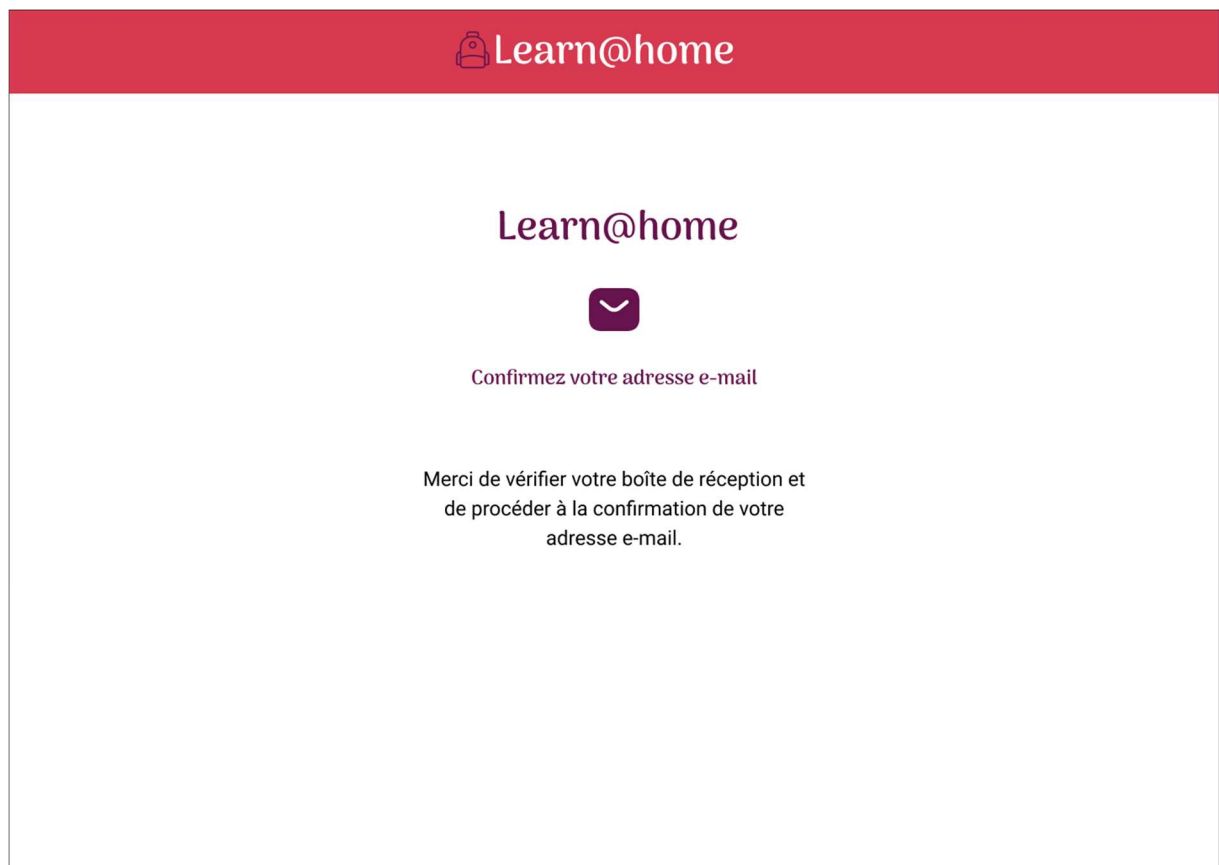 Learn@home
Learn@home
Confirmez votre adresse e-mail
Merci de vérifier votre boîte de réception et
de procéder à la confirmation de votre
adresse e-mail.